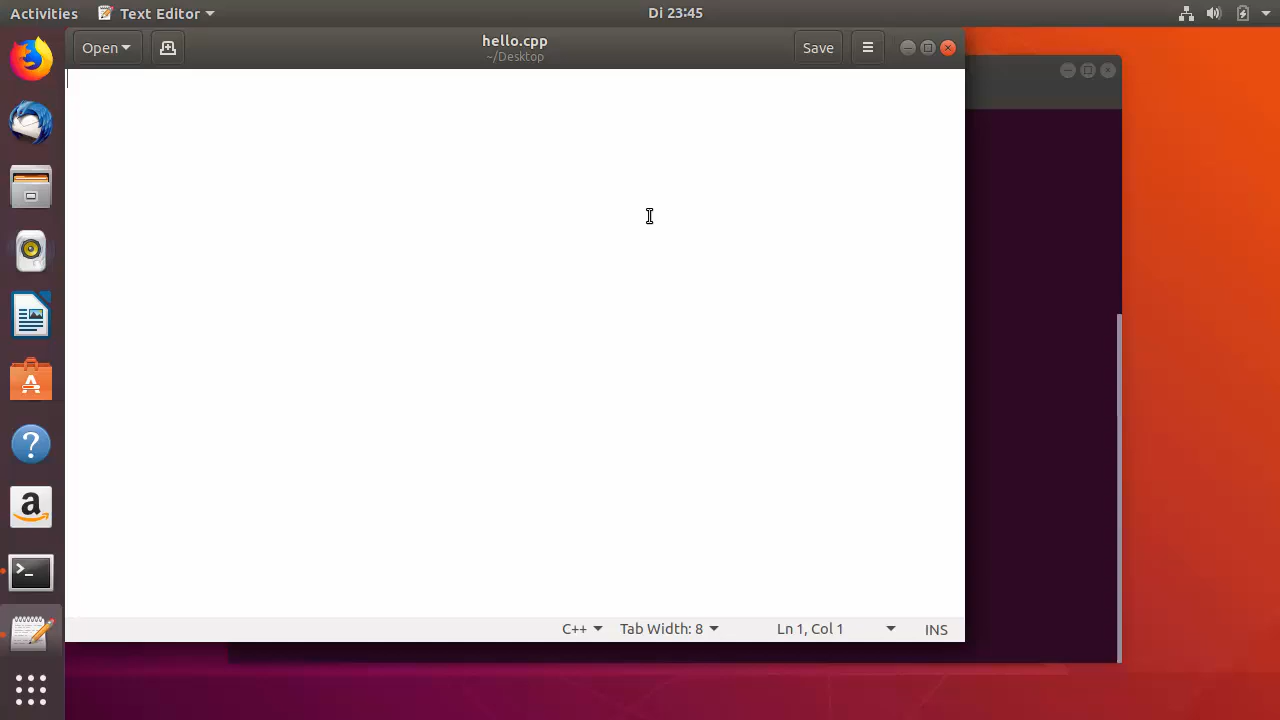 Activities Text Editor Di 23:45
Open hello.cpp Save
~/Desktop
C++ Tab Width: 8 Ln 1, Col 1 INS